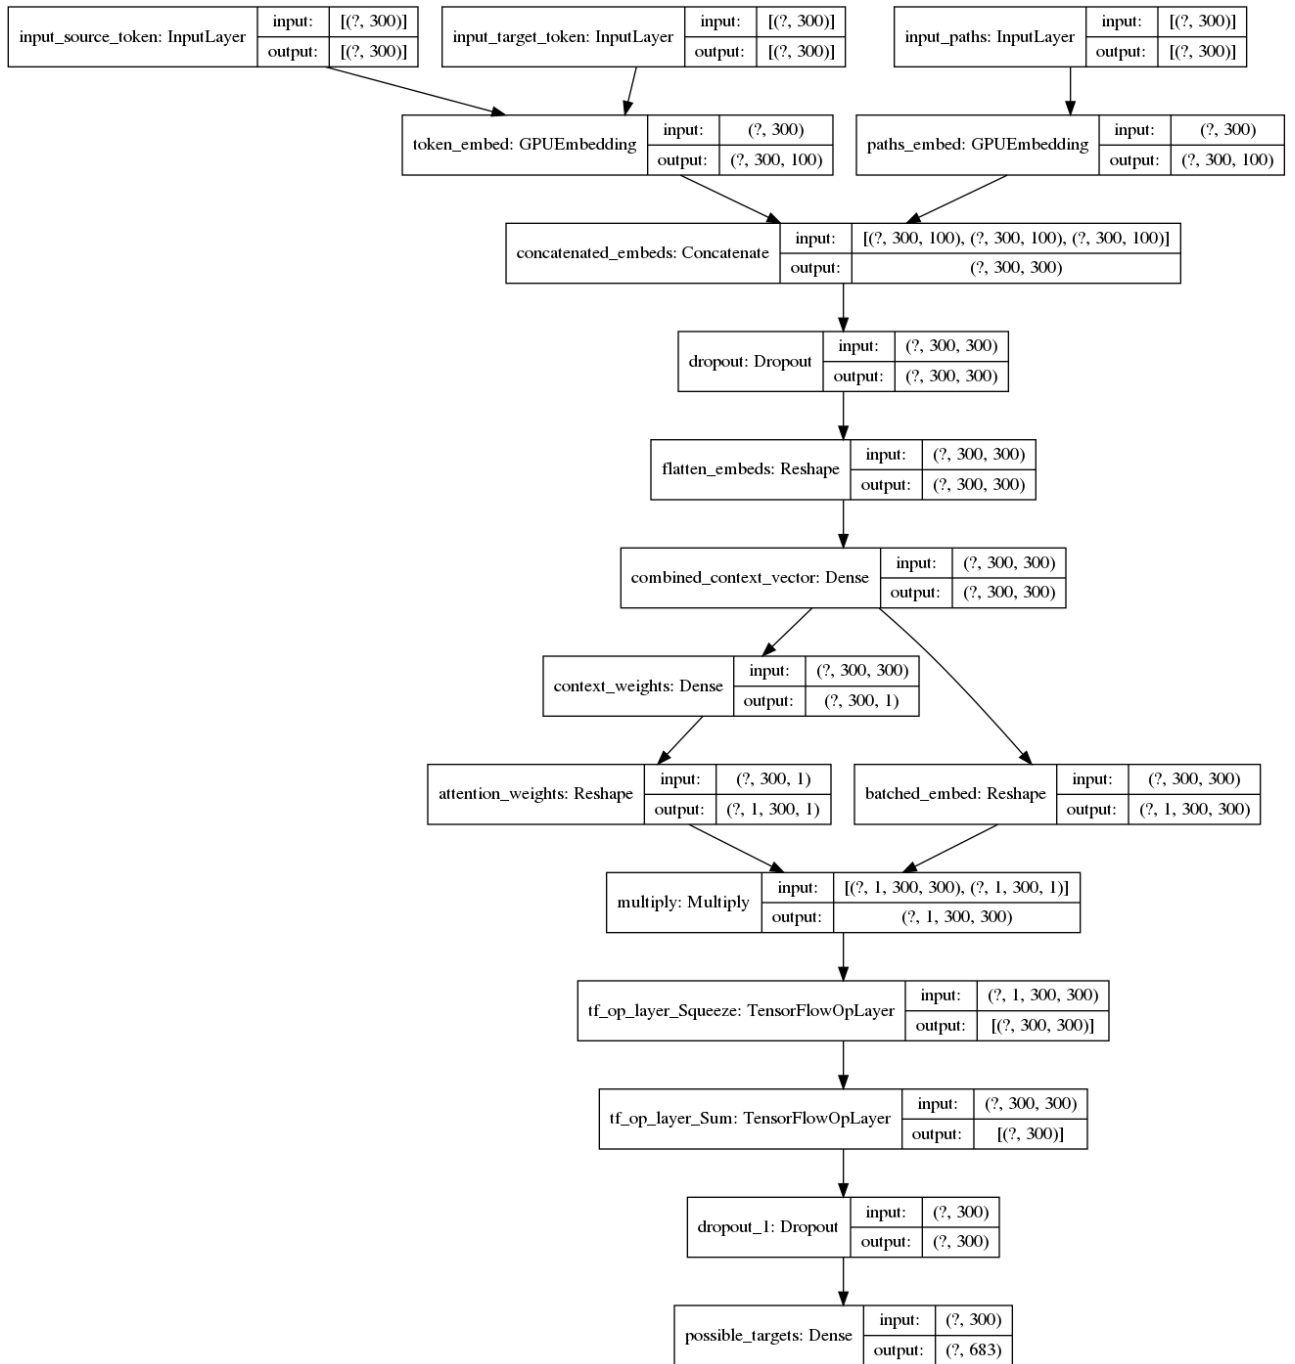 input_source_token: InputLayer input: [(?, 300)] output: [(?, 300)]
input_target_token: InputLayer input: [(?, 300)] output: [(?, 300)]
input_paths: InputLayer input: [(?, 300)] output: [(?, 300)]
token_embed: GPUEmbedding input: (?, 300) output: (?, 300, 100)
paths_embed: GPUEmbedding input: (?, 300) output: (?, 300, 100)
concatenated_embeds: Concatenate input: [(?, 300, 100), (?, 300, 100), (?, 300, 100)] output: (?, 300, 300)
dropout: Dropout input: (?, 300, 300) output: (?, 300, 300)
flatten_embeds: Reshape input: (?, 300, 300) output: (?, 300, 300)
combined_context_vector: Dense input: (?, 300, 300) output: (?, 300, 300)
context_weights: Dense input: (?, 300, 300) output: (?, 300, 1)
attention_weights: Reshape input: (?, 300, 1) output: (?, 1, 300, 1)
batched_embed: Reshape input: (?, 300, 300) output: (?, 1, 300, 300)
multiply: Multiply input: [(?, 1, 300, 300), (?, 1, 300, 1)] output: (?, 1, 300, 300)
tf_op_layer_Squeeze: TensorFlowOpLayer input: (?, 1, 300, 300) output: [(?, 300, 300)]
tf_op_layer_Sum: TensorFlowOpLayer input: (?, 300, 300) output: [(?, 300)]
dropout_1: Dropout input: (?, 300) output: (?, 300)
possible_targets: Dense input: (?, 300) output: (?, 683)